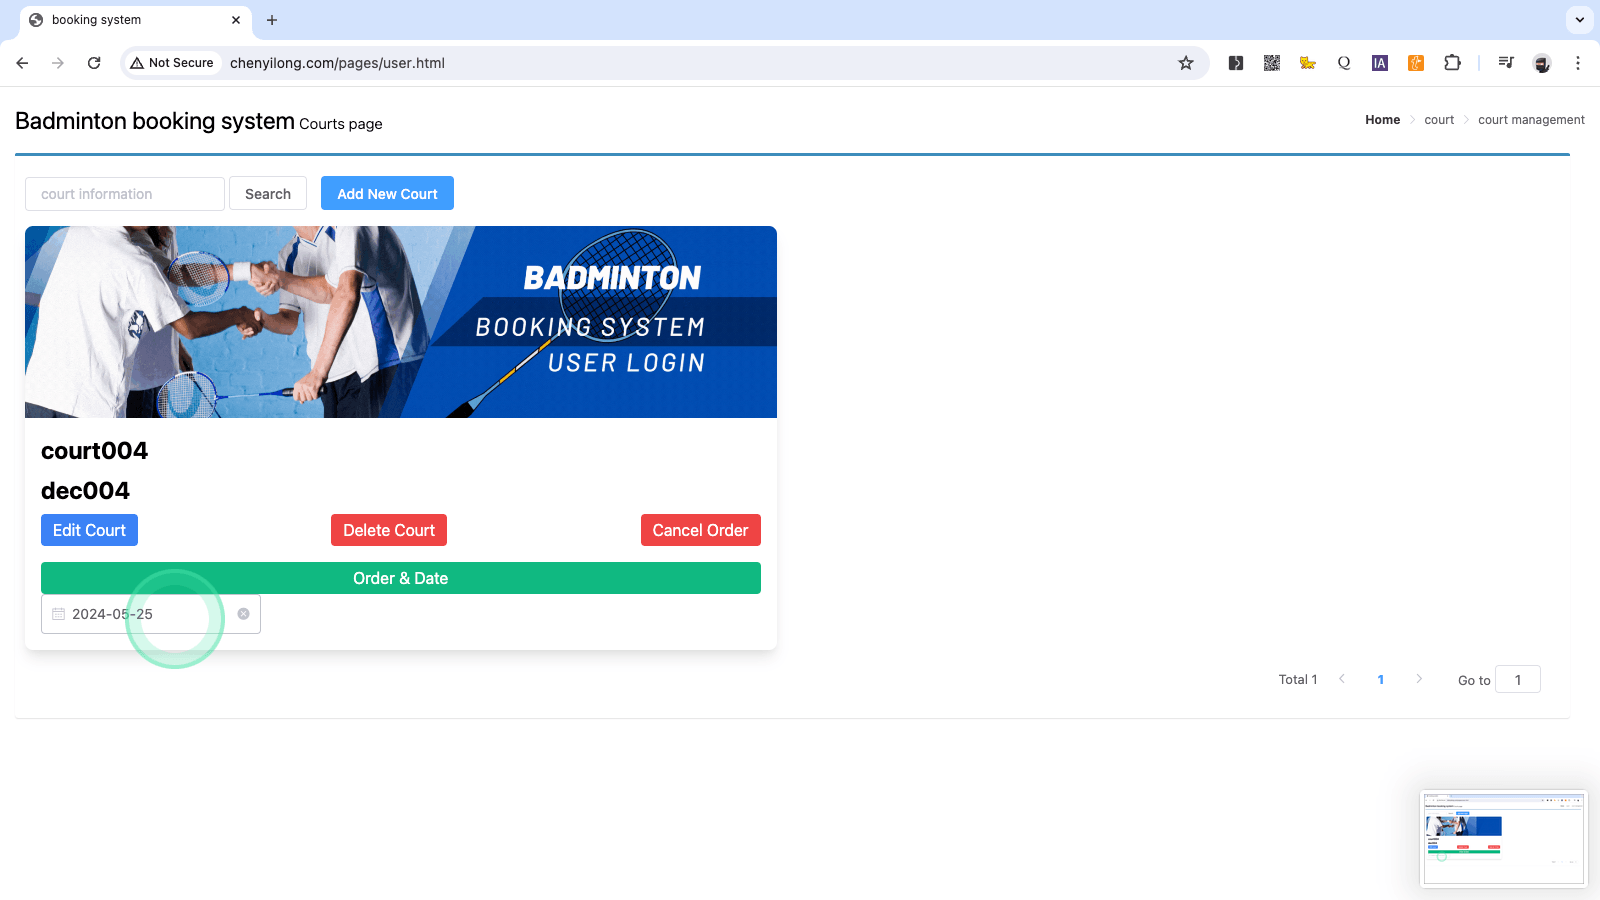 booking system
Not Secure
chenyilong.com/pages/user.html
IA
Badminton booking system Courts page
Home
court
court management
court information
Search
Add New Court
BADMINTON
BOOKING SYSTEM
USER LOGIN
court004
dec004
Edit Court
Delete Court
Cancel Order
Order & Date
2024-05-25
Total 1
1
Go to
1